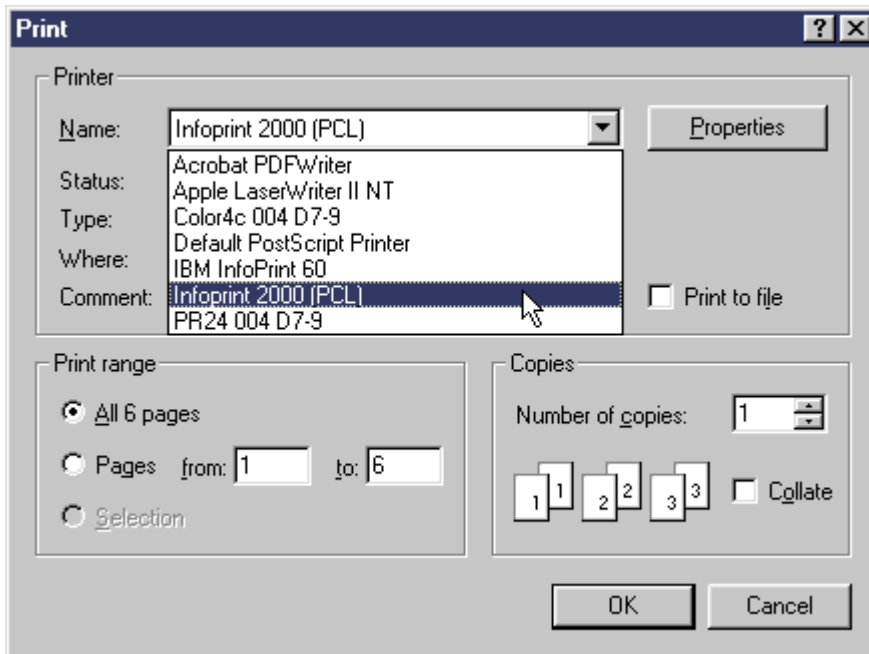 Print
Printer
Name: Infoprint 2000 (PCL) Properties
Acrobat PDFWriter
Status:
Apple LaserWriter II NT
Type: Color4c 004 D7-9
Default PostScript Printer
Where: IBM InfoPrint 60
Comment: Infoprint 2000 (PCL) Print to file
PR24 004 D7-9
Print range
All 6 pages
Pages from: 1 to: 6
Selection
Copies
Number of copies: 1
1 1 2 2 3 3 Collate
OK Cancel